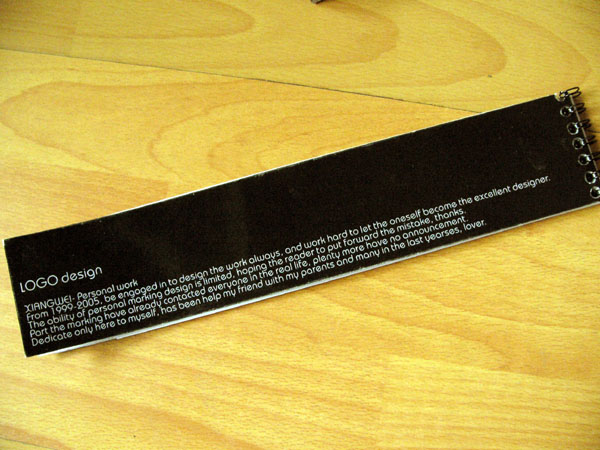 LOGO design
XIANGWEI- Personal work
From 1999-2005, be engaged in to design the work always, and work hard to let the oneself become the excellent designer.
The ability of personal marking design is limited, hoping the reader to put forward the mistake, thanks.
Part the marking have already contacted everyone in the real life. plenty more have no announcement.
Dedicate only here to myself, has been help my friend with my parents and many in the last yearses, lover.